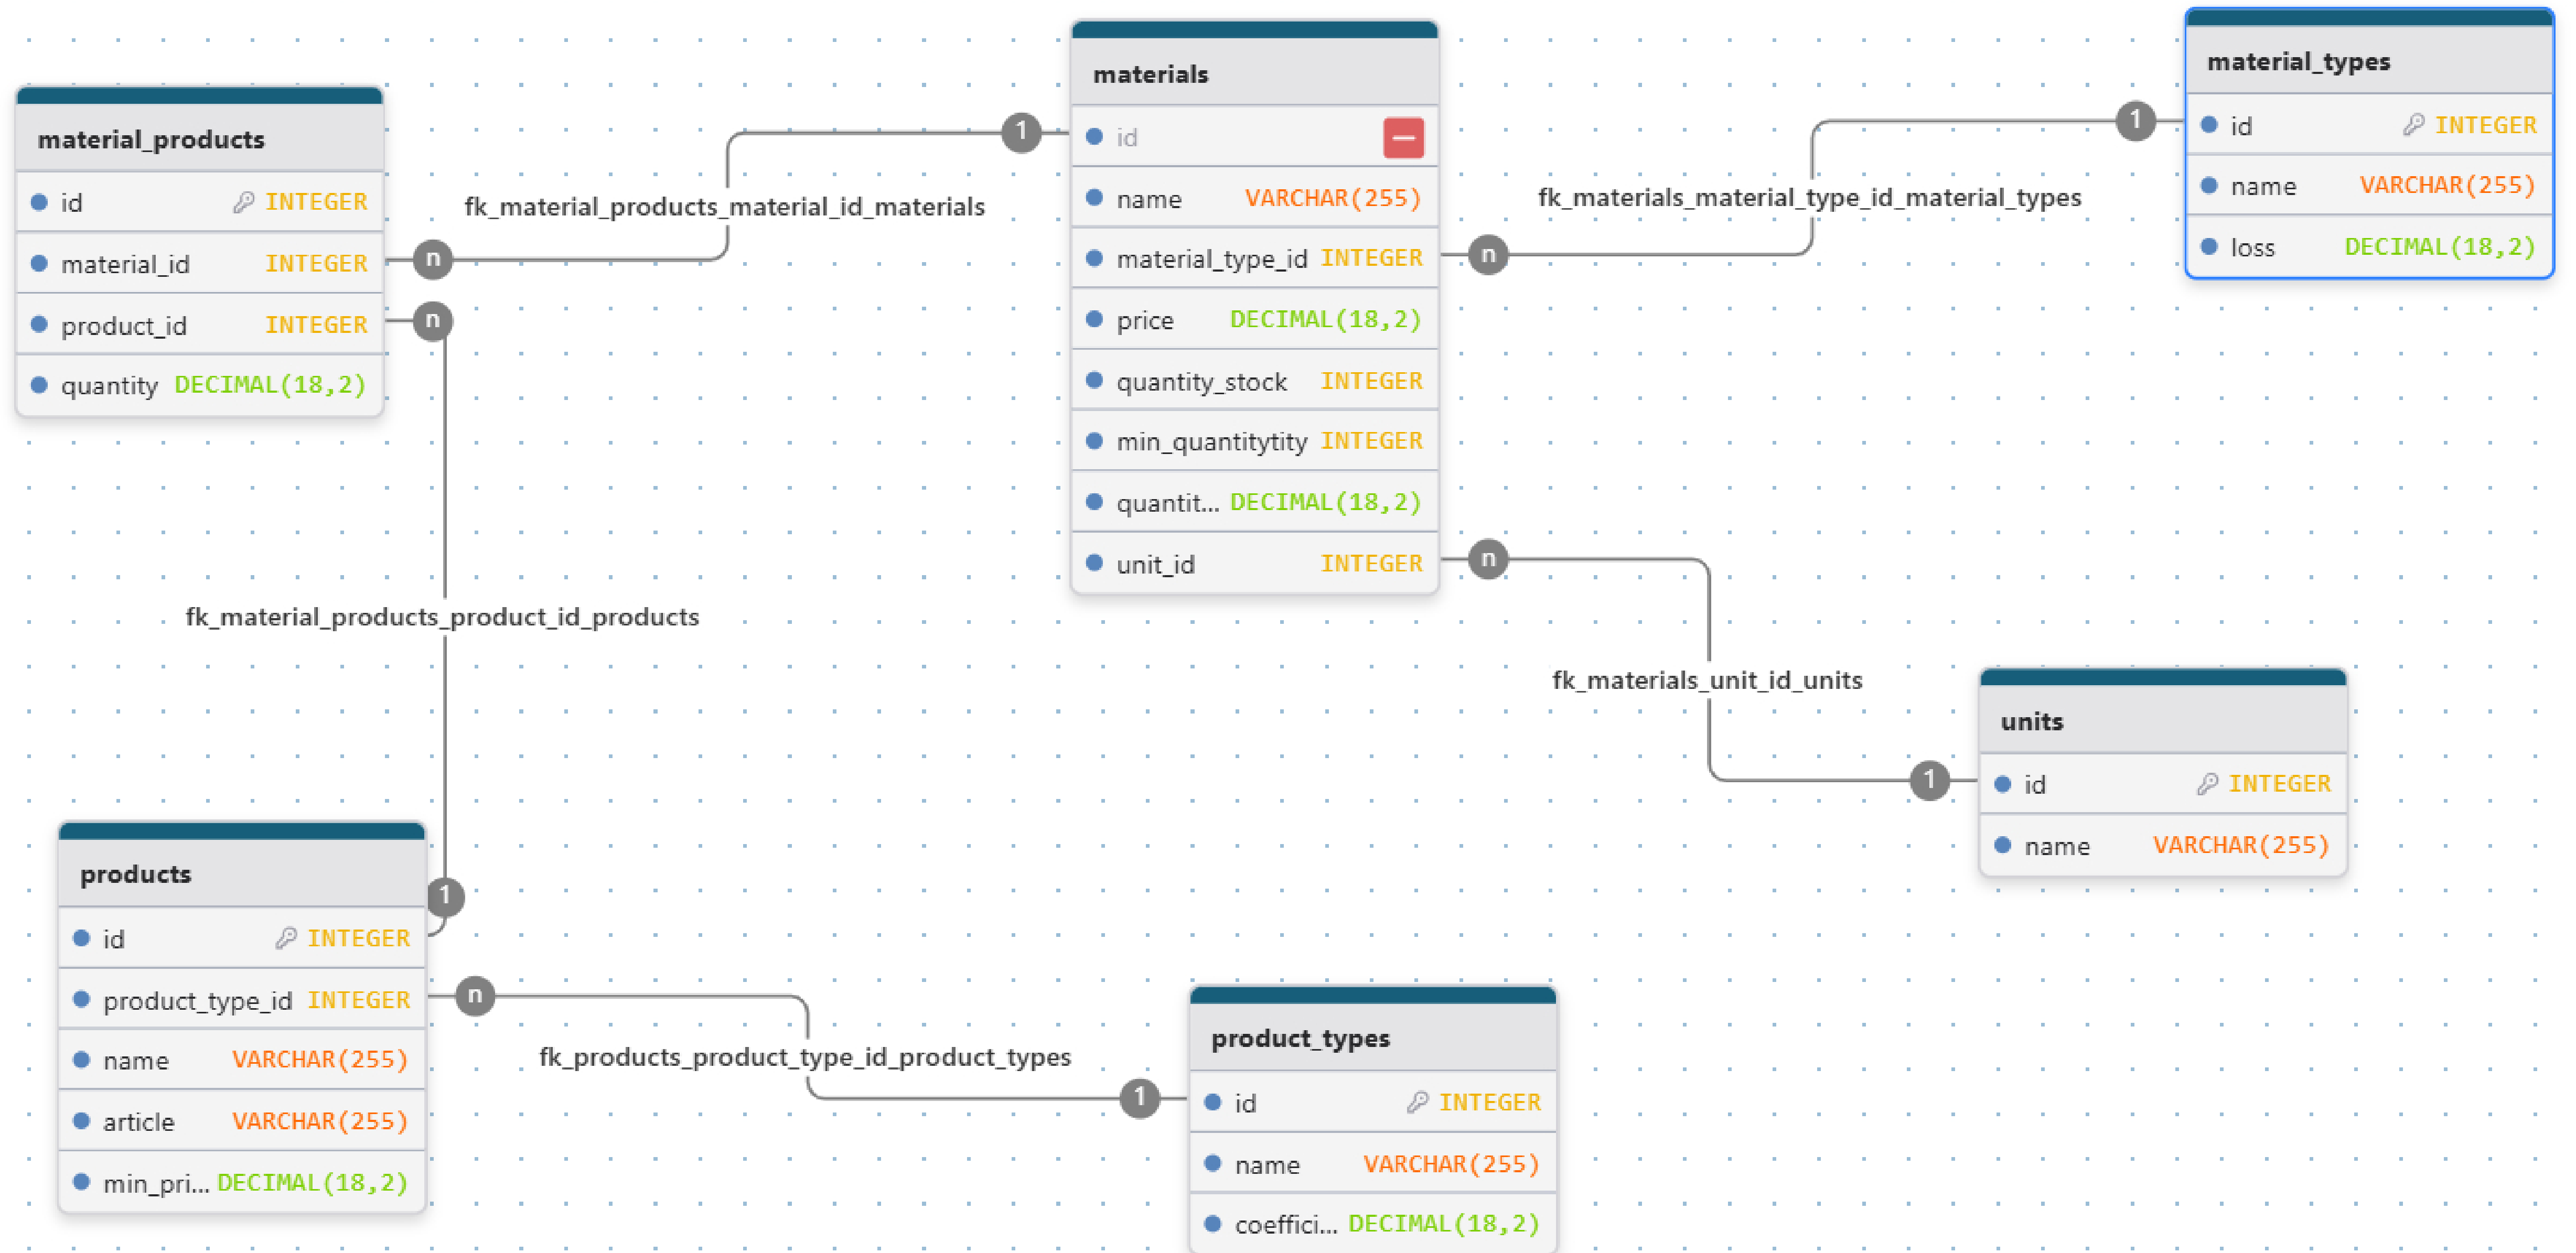 material_products
id INTEGER
material_id INTEGER
product_id INTEGER
quantity DECIMAL(18,2)
fk_material_products_material_id_materials
1
n
n
materials
id
name VARCHAR(255)
material_type_id INTEGER
price DECIMAL(18,2)
quantity_stock INTEGER
min_quantitytity INTEGER
quantit... DECIMAL(18,2)
unit_id INTEGER
fk_materials_material_type_id_material_types
n
1
material_types
id INTEGER
name VARCHAR(255)
loss DECIMAL(18,2)
n
fk_materials_unit_id_units
1
units
id INTEGER
name VARCHAR(255)
fk_material_products_product_id_products
1
products
id INTEGER
product_type_id INTEGER
name VARCHAR(255)
article VARCHAR(255)
min_pri... DECIMAL(18,2)
n
fk_products_product_type_id_product_types
1
product_types
id INTEGER
name VARCHAR(255)
coeffici... DECIMAL(18,2)